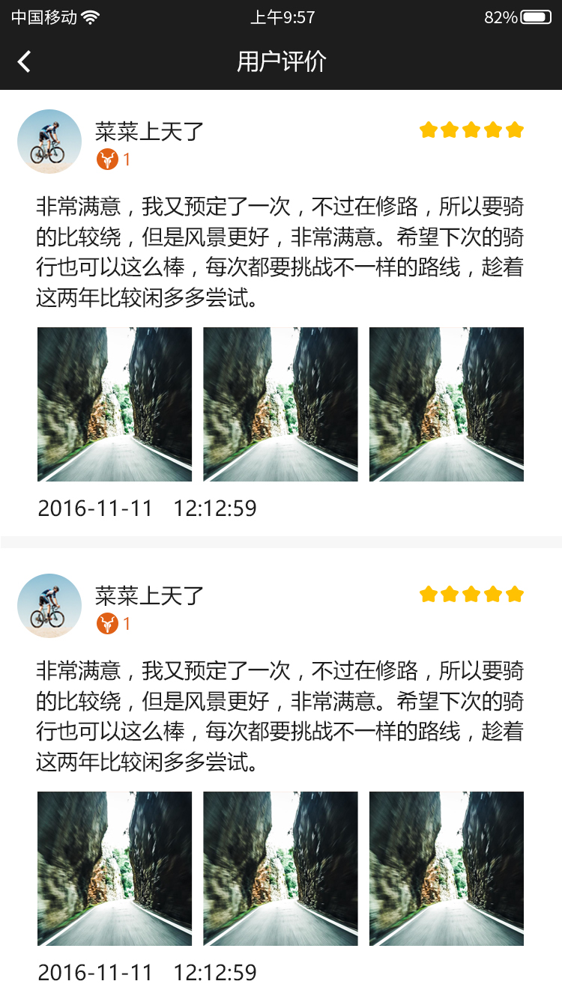 中国移动 上午9:57 82%
用户评价
菜菜上天了
1
非常满意，我又预定了一次，不过在修路，所以要骑
的比较绕，但是风景更好，非常满意。希望下次的骑
行也可以这么棒，每次都要挑战不一样的路线，趁着
这两年比较闲多多尝试。
2016-11-11 12:12:59
菜菜上天了
1
非常满意，我又预定了一次，不过在修路，所以要骑
的比较绕，但是风景更好，非常满意。希望下次的骑
行也可以这么棒，每次都要挑战不一样的路线，趁着
这两年比较闲多多尝试。
2016-11-11 12:12:59